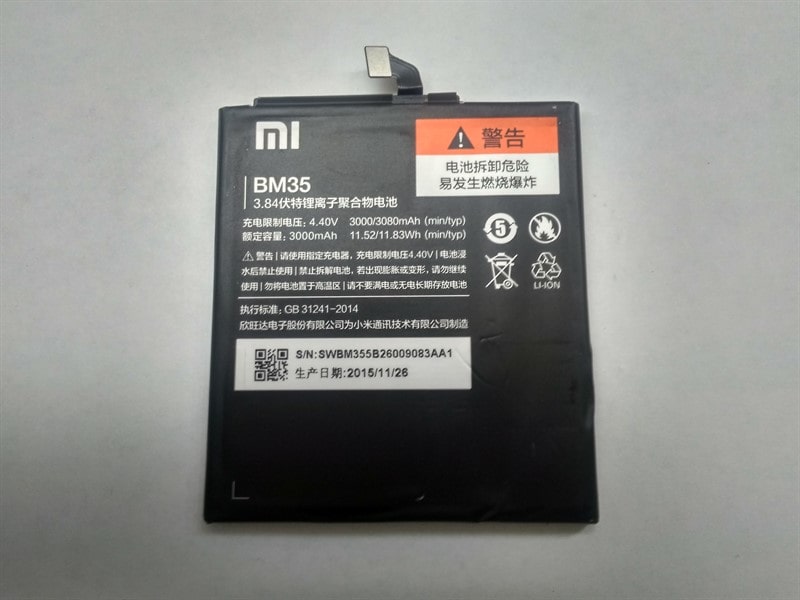 MI
警告
电池拆卸危险
易发生燃烧爆炸
BM35
3.84伏特锂离子聚合物电池
充电限制电压: 4.40V 3000/3080mAh (min/typ)
额定容量: 3000mAh 11.52/11.83Wh (min/typ)
5
警告 | 请使用指定充电器, 充电限制电压4.40V | 电池浸
水后禁止使用 | 禁止拆解电池, 若出现膨胀或变形, 请勿继续
使用 | 勿将电池置于高温区 | 请不要满电或无电长期存放电池
LI-ION
执行标准: GB 31241-2014
欣旺达电子股份有限公司为小米通讯技术有限公司制造
S/N:SWBM355B26009083AA1
生产日期:2015/11/26